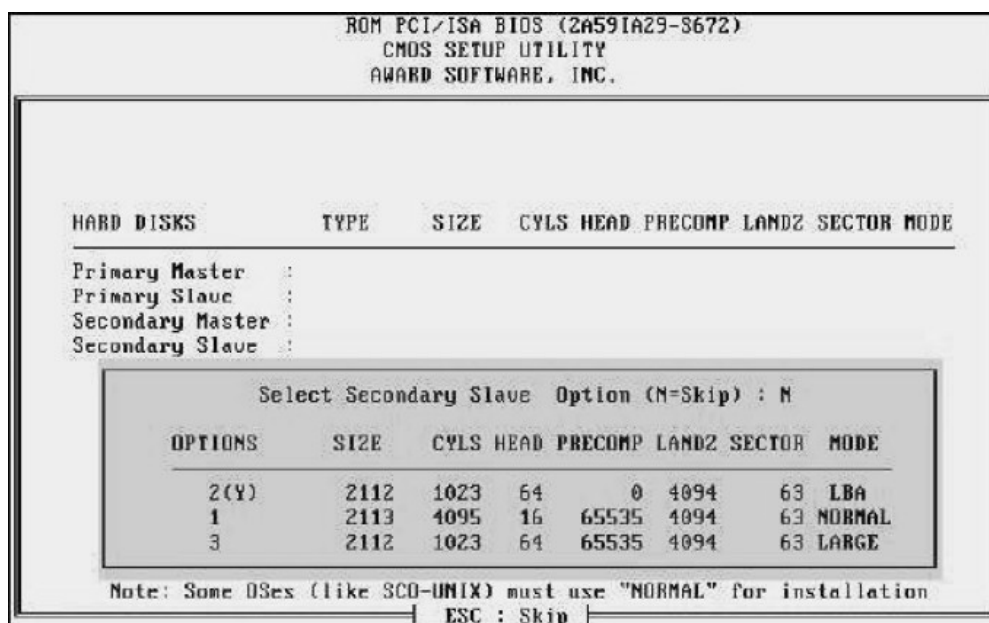 ROM PCI/ISA BIOS (2A59IA29-S672)
CMOS SETUP UTILITY
AWARD SOFTWARE, INC.
HARD DISKS TYPE SIZE CYLS HEAD PRECOMP LANDZ SECTOR MODE
Primary Master :
Primary Slave :
Secondary Master :
Secondary Slave :
Select Secondary Slave Option (N=Skip) : N
OPTIONS SIZE CYLS HEAD PRECOMP LANDZ SECTOR MODE
2(Y) 2112 1023 64 0 4094 63 LBA
1 2113 4095 16 65535 4094 63 NORMAL
3 2112 1023 64 65535 4094 63 LARGE
Note: Some OSes (like SCO-UNIX) must use "NORMAL" for installation
ESC : Skip